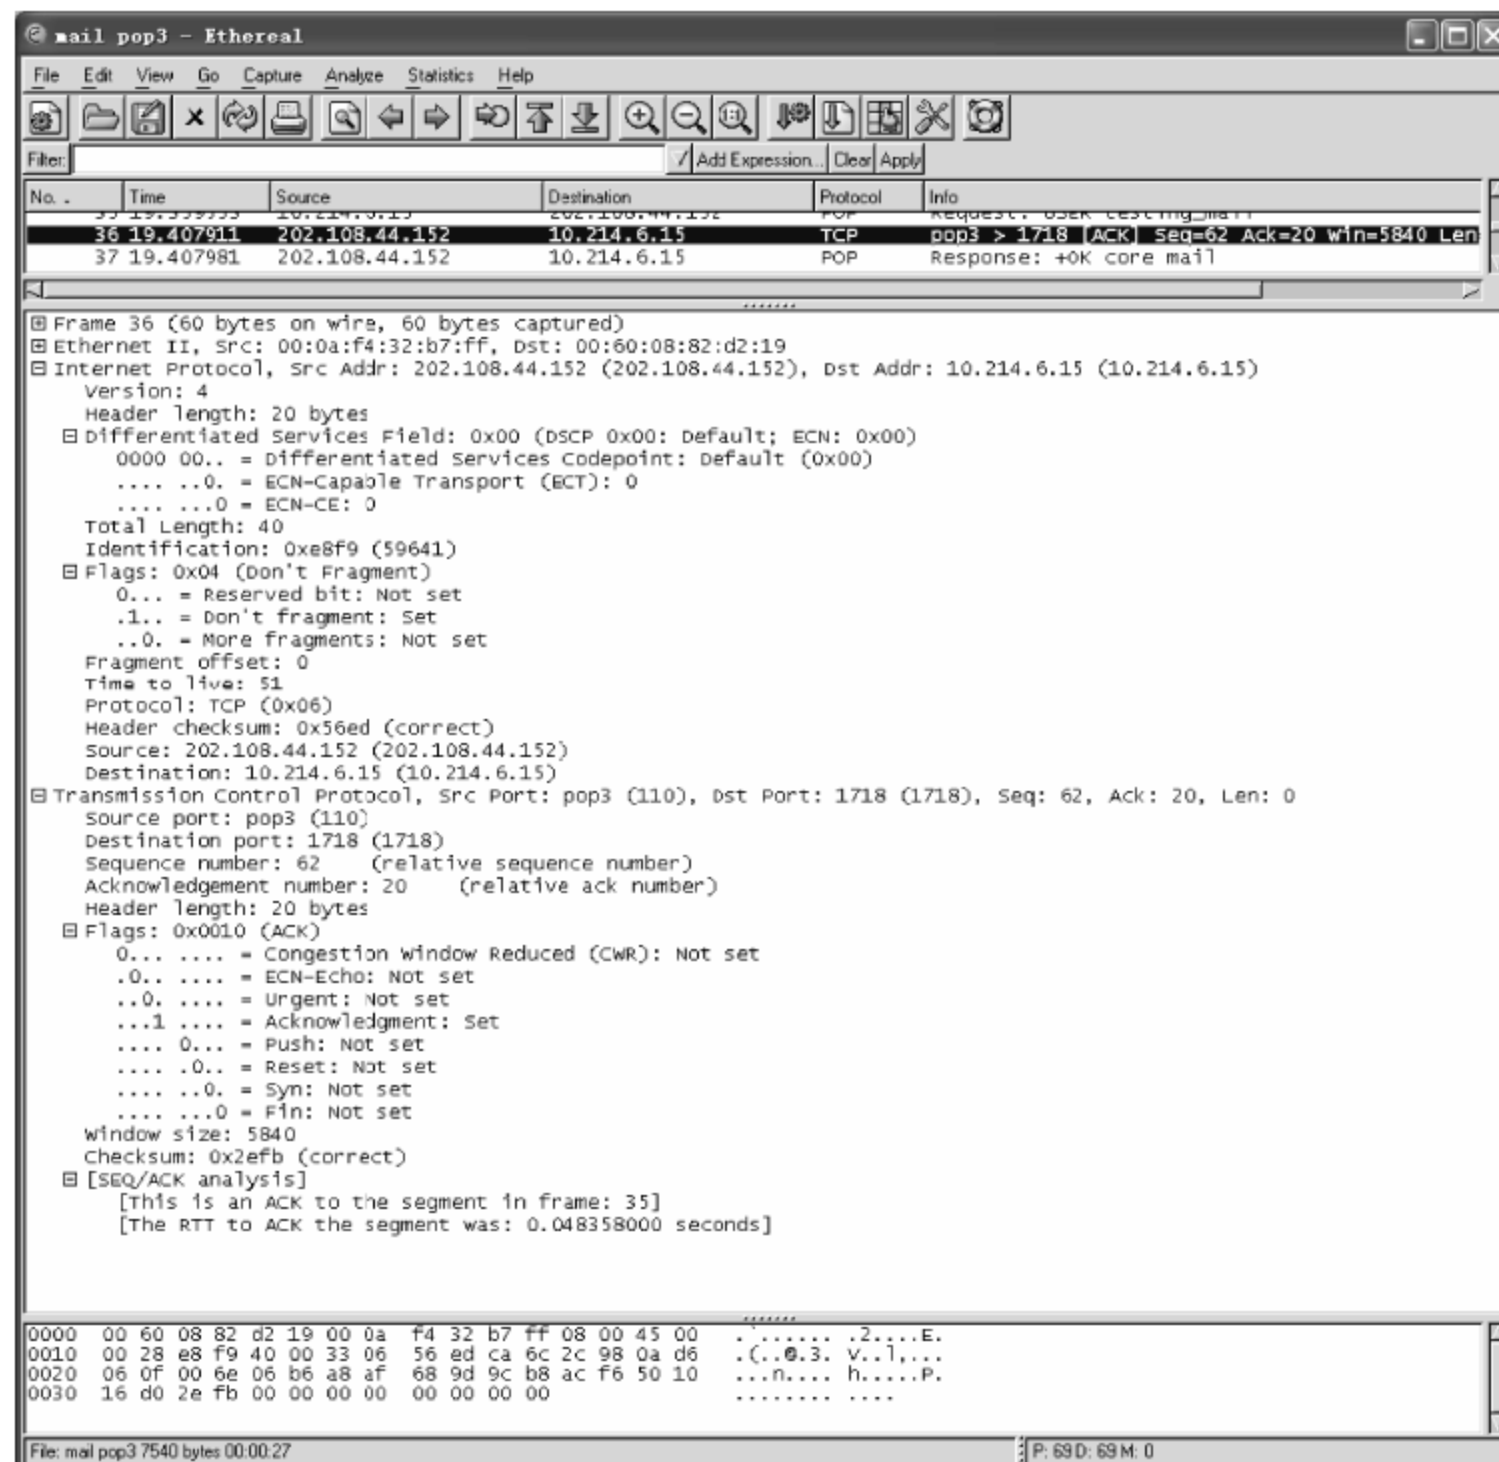 mail pop3 - Ethereal
File Edit View Go Capture Analyze Statistics Help
Filter: Add Expression... Clear Apply
No. . Time Source Destination Protocol Info
35 19.359553 10.214.6.15 202.108.44.152 POP Request: USER testing_mail
36 19.407911 202.108.44.152 10.214.6.15 TCP pop3 > 1718 [ACK] Seq=62 Ack=20 Win=5840 Len
37 19.407981 202.108.44.152 10.214.6.15 POP Response: +OK core mail
Frame 36 (60 bytes on wire, 60 bytes captured)
Ethernet II, Src: 00:0a:f4:32:b7:ff, Dst: 00:60:08:82:d2:19
Internet Protocol, Src Addr: 202.108.44.152 (202.108.44.152), Dst Addr: 10.214.6.15 (10.214.6.15)
Version: 4
Header length: 20 bytes
Differentiated Services Field: 0x00 (DSCP 0x00: Default; ECN: 0x00)
0000 00.. = Differentiated Services Codepoint: Default (0x00)
.... ..0. = ECN-Capable Transport (ECT): 0
.... ...0 = ECN-CE: 0
Total Length: 40
Identification: 0xe8f9 (59641)
Flags: 0x04 (Don't Fragment)
0... = Reserved bit: Not set
.1.. = Don't fragment: Set
..0. = More fragments: Not set
Fragment offset: 0
Time to live: 51
Protocol: TCP (0x06)
Header checksum: 0x56ed (correct)
Source: 202.108.44.152 (202.108.44.152)
Destination: 10.214.6.15 (10.214.6.15)
Transmission Control Protocol, Src Port: pop3 (110), Dst Port: 1718 (1718), Seq: 62, Ack: 20, Len: 0
Source port: pop3 (110)
Destination port: 1718 (1718)
Sequence number: 62 (relative sequence number)
Acknowledgement number: 20 (relative ack number)
Header length: 20 bytes
Flags: 0x0010 (ACK)
0... .... = Congestion Window Reduced (CWR): Not set
.0.. .... = ECN-Echo: Not set
..0. .... = Urgent: Not set
...1 .... = Acknowledgment: Set
.... 0... = Push: Not set
.... .0.. = Reset: Not set
.... ..0. = Syn: Not set
.... ...0 = Fin: Not set
Window size: 5840
Checksum: 0x2efb (correct)
[SEQ/ACK analysis]
[This is an ACK to the segment in frame: 35]
[The RTT to ACK the segment was: 0.048358000 seconds]
0000 00 60 08 82 d2 19 00 0a f4 32 b7 ff 08 00 45 00 .`...... .2....E.
0010 00 28 e8 f9 40 00 33 06 56 ed ca 6c 2c 98 0a d6 .(..@.3. v..l,...
0020 06 0f 00 6e 06 b6 a8 af 68 9d 9c b8 ac f6 50 10 ...n.... h.....P.
0030 16 d0 2e fb 00 00 00 00 00 00 00 00 ........ ....
File: mail pop3 7540 bytes 00:00:27 P: 69 D: 69 M: 0